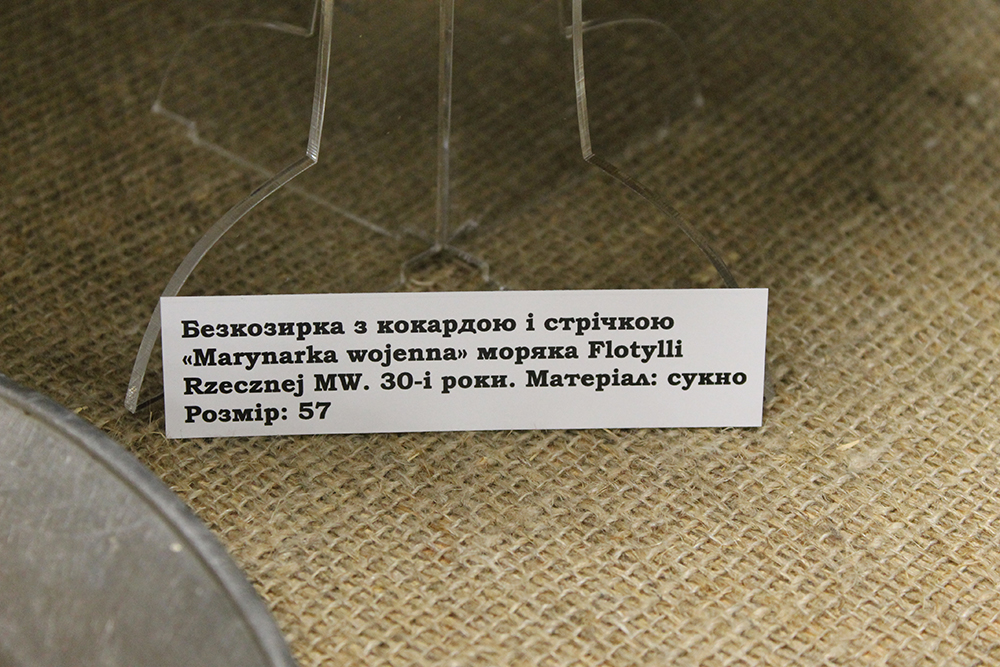 Безкозирка з кокардою і стрічкою
«Marynarka wojenna» моряка Flotylli
Rzecznej MW. 30-і роки. Матеріал: сукно
Розмір: 57